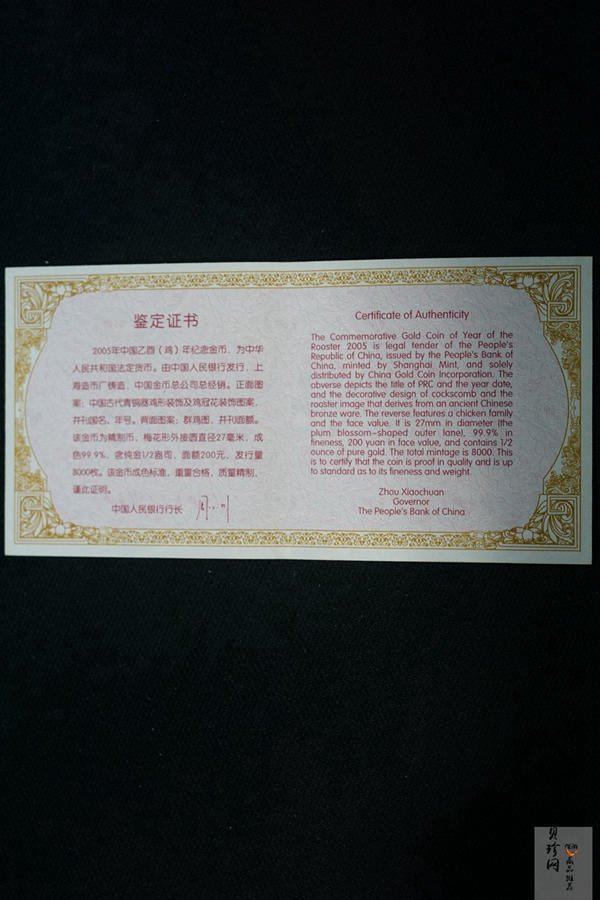 鉴定证书
2005年中国乙酉（鸡）年纪念金币，为中华
人民共和国法定货币。由中国人民银行发行，上
海造币厂铸造，中国金币总公司总经销。正面图
案：中国古代青铜器鸡形装饰及鸡冠花装饰图案，
并刊国名、年号。背面图案：群鸡图，并刊面额。
该金币为精制币，梅花形外接圆直径27毫米，成
色99.9%，含纯金1/2盎司，面额200元，发行量
8000枚。该金币成色标准，重量合格，质量精制，
谨此证明。
中国人民银行行长
Certificate of Authenticity
The Commemorative Gold Coin of Year of the
Rooster 2005 is legal tender of the People's
Republic of China, issued by the People's Bank of
China, minted by Shanghai Mint, and solely
distributed by China Gold Coin Incorporation. The
obverse depicts the title of PRC and the year date,
and the decorative design of cockscomb and the
rooster image that derives from an ancient Chinese
bronze ware. The reverse features a chicken family
and the face value. It is 27mm in diameter (the
plum blossom-shaped outer lane), 99.9% in
fineness, 200 yuan in face value, and contains 1/2
ounce of pure gold. The total mintage is 8000. This
is to certify that the coin is proof in quality and is up
to standard as to its fineness and weight.
Zhou Xiaochuan
Governor
The People's Bank of China
贝珍网